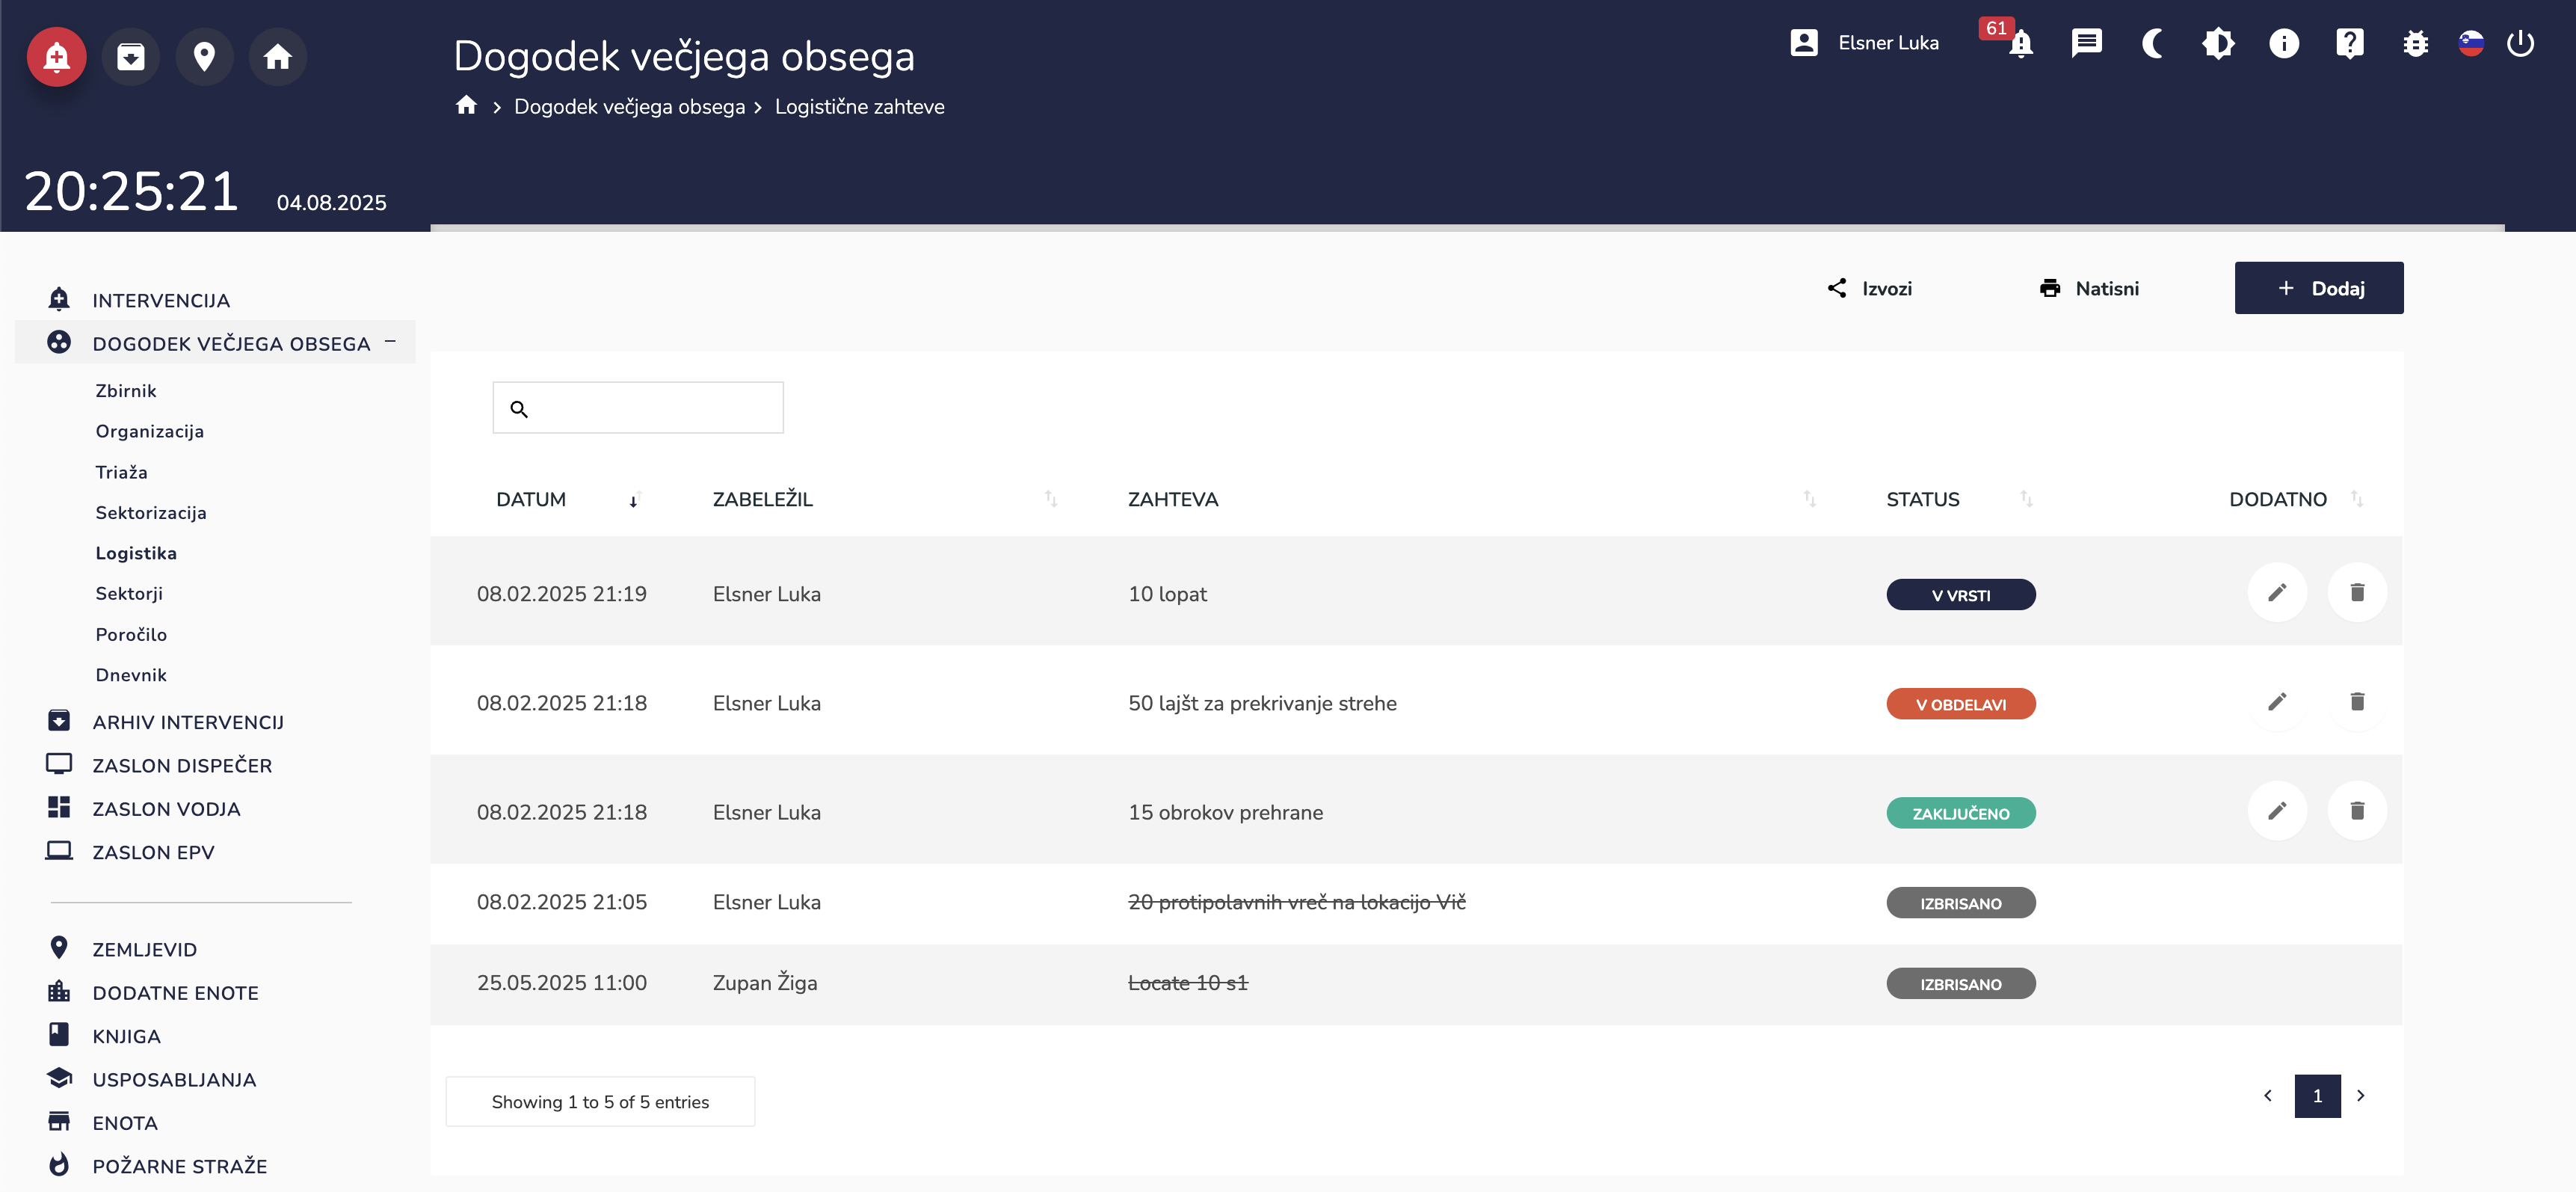 Dogodek večjega obsega
Elsner Luka
61
Dogodek večjega obsega
Logistične zahteve
20:25:21
04.08.2025
INTERVENCIJA
DOGODEK VEČJEGA OBSEGA
Zbirnik
Organizacija
Triaža
Sektorizacija
Logistika
Sektorji
Poročilo
Dnevnik
ARHIV INTERVENCIJ
ZASLON DISPEČER
ZASLON VODJA
ZASLON EPV
ZEMLJEVID
DODATNE ENOTE
KNJIGA
USPOSABLJANJA
ENOTA
POŽARNE STRAŽE
Izvozi
Natisni
+ Dodaj
DATUM ZABELEŽIL ZAHTEVA STATUS DODATNO
08.02.2025 21:19 Elsner Luka 10 lopat V VRSTI
08.02.2025 21:18 Elsner Luka 50 lajšt za prekrivanje strehe V OBDELAVI
08.02.2025 21:18 Elsner Luka 15 obrokov prehrane ZAKLJUČENO
08.02.2025 21:05 Elsner Luka 20 protipolavnih vreč na lokacijo Vič IZBRISANO
25.05.2025 11:00 Zupan Žiga Locate 10 s1 IZBRISANO
Showing 1 to 5 of 5 entries
1